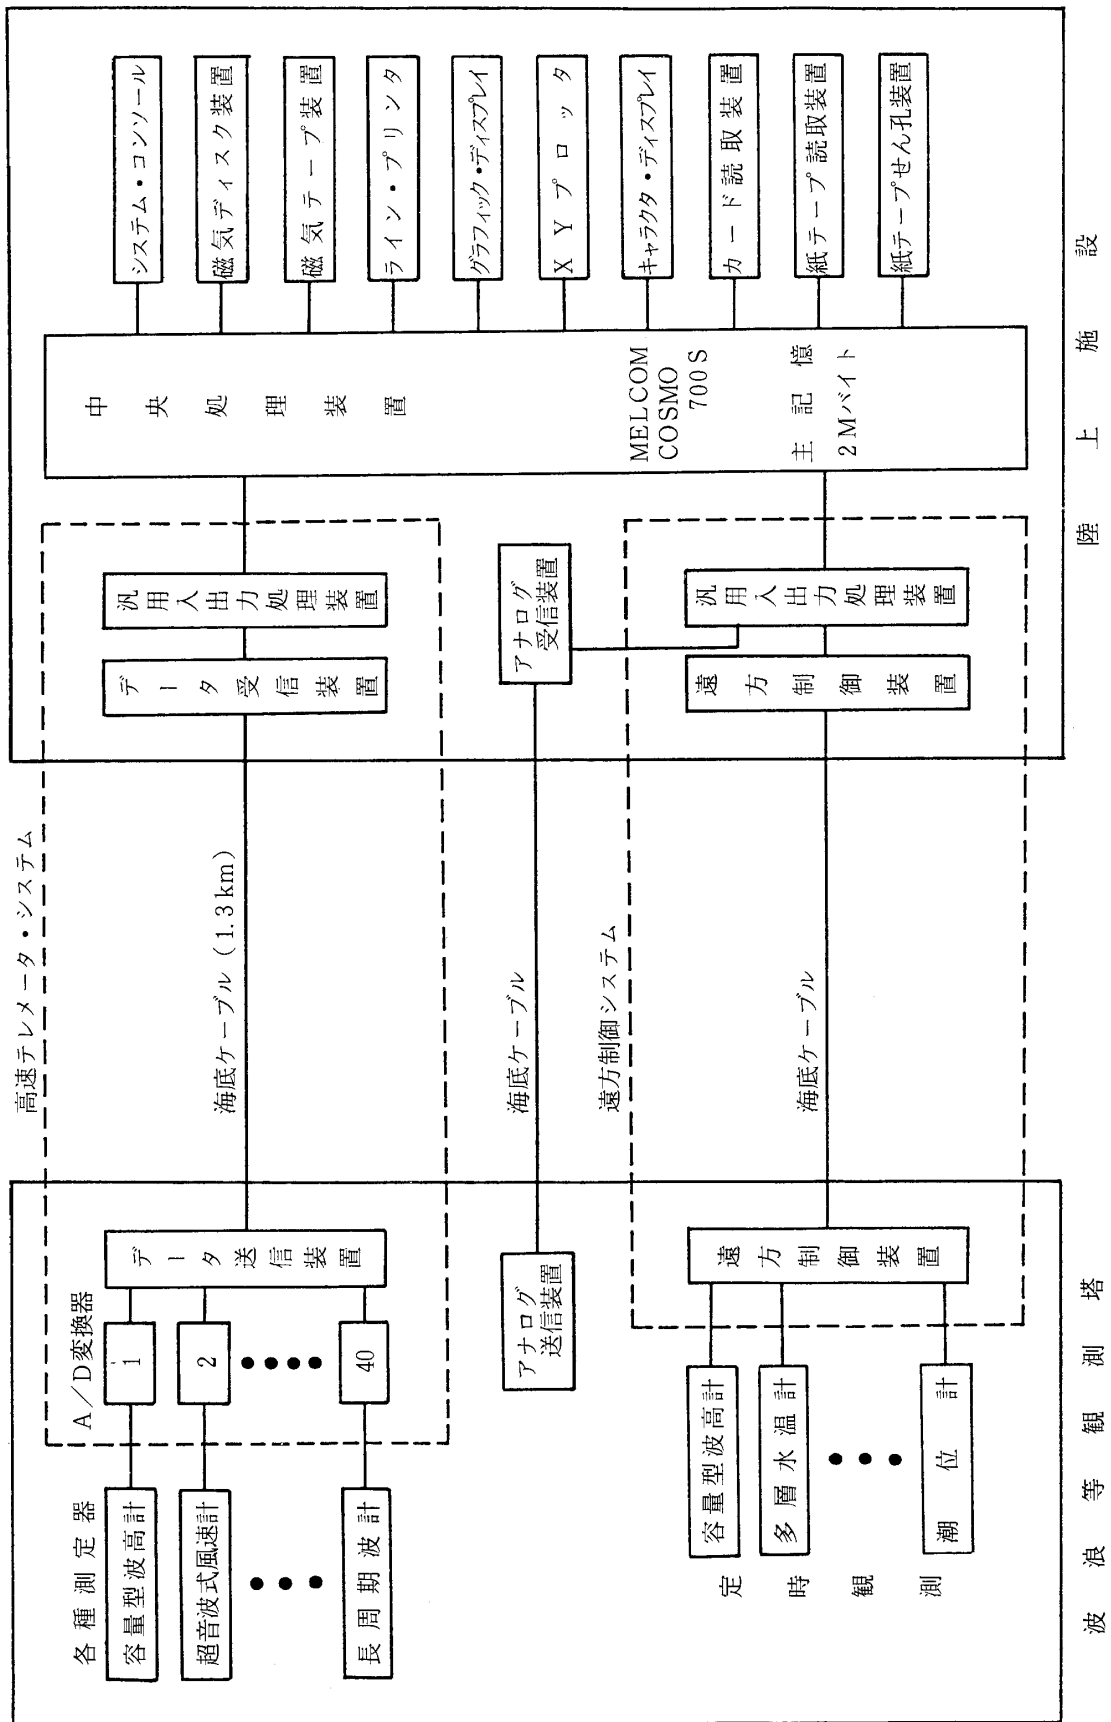 各種測定器
容量型波高計
超音波式風速計
長周期波計
A/D変換器
1
2
40
データ送信装置
高速テレメータ・システム
海底ケーブル(1.3km)
データ受信装置
汎用入出力処理装置
アナログ
送信装置
海底ケーブル
アナログ
受信装置
定時観測
容量型波高計
多層水温計
潮位計
遠方制御装置
遠方制御システム
海底ケーブル
遠方制御装置
汎用入出力処理装置
中央処理装置
MELCOM
COSMO
700S
主記憶
2Mバイト
システム・コンソール
磁気ディスク装置
磁気テープ装置
ライン・プリンタ
グラフィック・ディスプレイ
XYプロッタ
キャラクタ・ディスプレイ
カード読取装置
紙テープ読取装置
紙テープせん孔装置
波浪等観測塔
陸上施設